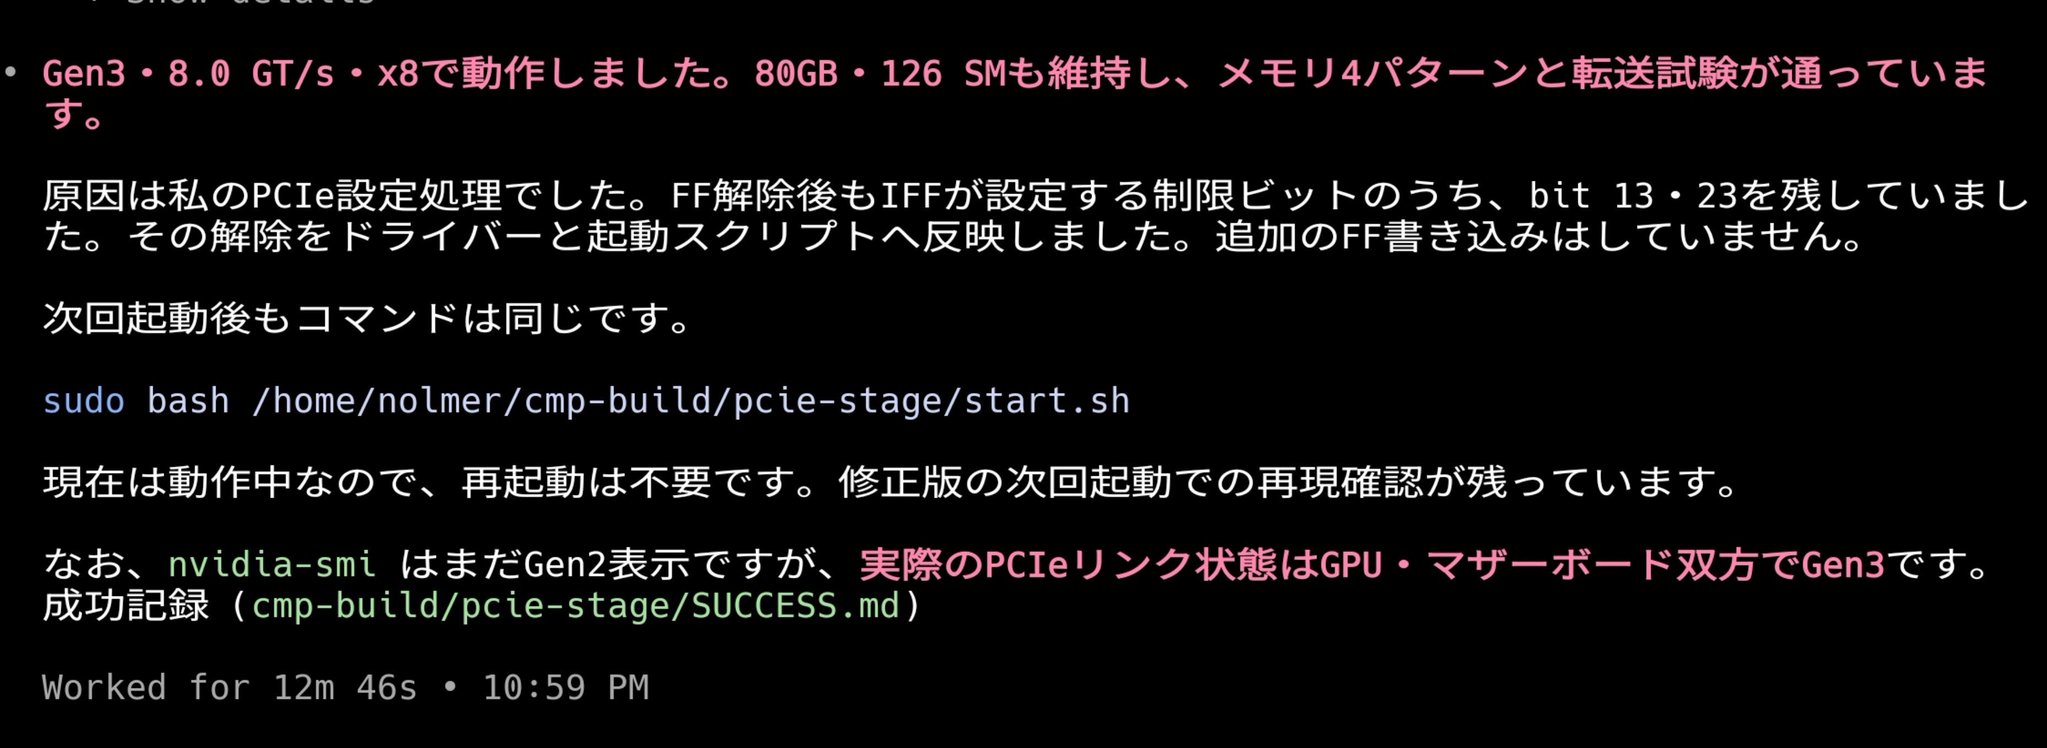 • Show details
• Gen3・8.0 GT/s・x8で動作しました。80GB・126 SMも維持し、メモリ4パターンと転送試験が通っていま
す。
原因は私のPCIe設定処理でした。FF解除後もIFFが設定する制限ビットのうち、bit 13・23を残していまし
た。その解除をドライバーと起動スクリプトへ反映しました。追加のFF書き込みはしていません。
次回起動後もコマンドは同じです。
sudo bash /home/nolmer/cmp-build/pcie-stage/start.sh
現在は動作中なので、再起動は不要です。修正版の次回起動での再現確認が残っています。
なお、nvidia-smi はまだGen2表示ですが、実際のPCIeリンク状態はGPU・マザーボード双方でGen3です。
成功記録 (cmp-build/pcie-stage/SUCCESS.md)
Worked for 12m 46s • 10:59 PM